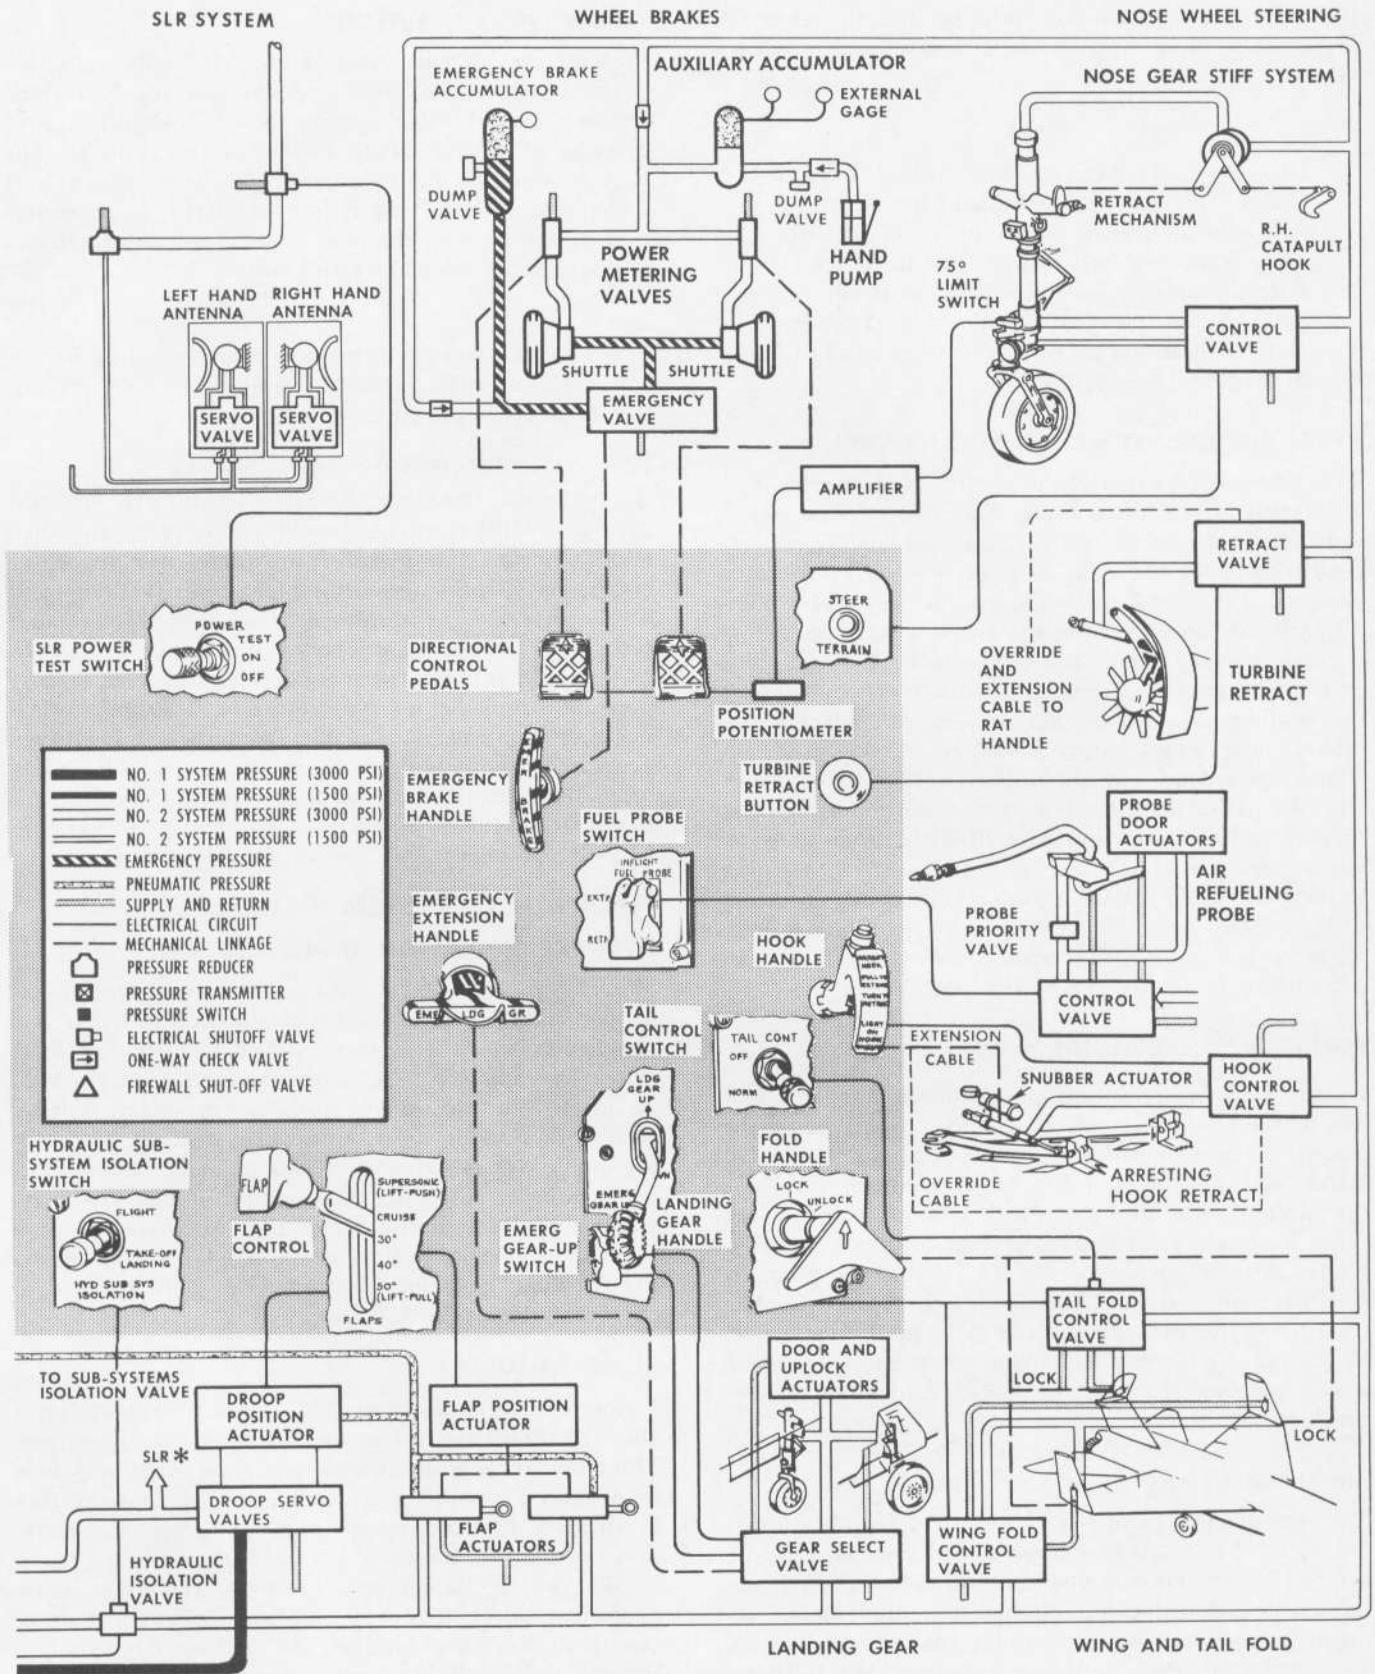 SLR SYSTEM
WHEEL BRAKES
NOSE WHEEL STEERING
EMERGENCY BRAKE
ACCUMULATOR
AUXILIARY ACCUMULATOR
EXTERNAL
GAGE
NOSE GEAR STIFF SYSTEM
DUMP
VALVE
DUMP
VALVE
HAND
PUMP
POWER
METERING
VALVES
RETRACT
MECHANISM
R.H.
CATAPULT
HOOK
75°
LIMIT
SWITCH
LEFT HAND
ANTENNA
RIGHT HAND
ANTENNA
SERVO
VALVE
SERVO
VALVE
SHUTTLE
SHUTTLE
EMERGENCY
VALVE
CONTROL
VALVE
AMPLIFIER
RETRACT
VALVE
POWER
TEST
ON
OFF
SLR POWER
TEST SWITCH
DIRECTIONAL
CONTROL
PEDALS
STEER
TERRAIN
POSITION
POTENTIOMETER
OVERRIDE
AND
EXTENSION
CABLE TO
RAT
HANDLE
TURBINE
RETRACT
NO. 1 SYSTEM PRESSURE (3000 PSI)
NO. 1 SYSTEM PRESSURE (1500 PSI)
NO. 2 SYSTEM PRESSURE (3000 PSI)
NO. 2 SYSTEM PRESSURE (1500 PSI)
EMERGENCY PRESSURE
PNEUMATIC PRESSURE
SUPPLY AND RETURN
ELECTRICAL CIRCUIT
MECHANICAL LINKAGE
PRESSURE REDUCER
PRESSURE TRANSMITTER
PRESSURE SWITCH
ELECTRICAL SHUTOFF VALVE
ONE-WAY CHECK VALVE
FIREWALL SHUT-OFF VALVE
EMERGENCY
BRAKE
HANDLE
BRAKE
TURBINE
RETRACT
BUTTON
FUEL PROBE
SWITCH
INFLIGHT
FUEL PROBE
RETR
PROBE
DOOR
ACTUATORS
AIR
REFUELING
PROBE
PROBE
PRIORITY
VALVE
CONTROL
VALVE
EMERGENCY
EXTENSION
HANDLE
EME
LDG
GR
HOOK
HANDLE
TAIL
CONTROL
SWITCH
TAIL CONT
OFF
NORM
EXTENSION
CABLE
SNUBBER ACTUATOR
HOOK
CONTROL
VALVE
OVERRIDE
CABLE
ARRESTING
HOOK RETRACT
HYDRAULIC SUB-
SYSTEM ISOLATION
SWITCH
FLIGHT
TAKE-OFF
LANDING
HYD SUB SYS
ISOLATION
FLAP
FLAP
CONTROL
SUPERSONIC
(LIFT-PUSH)
CRUISE
30°
40°
50°
(LIFT-PULL)
FLAPS
LDG
GEAR
UP
EMERG
EMERG
GEAR-UP
SWITCH
LANDING
GEAR
HANDLE
FOLD
HANDLE
LOCK
UNLOCK
TAIL FOLD
CONTROL
VALVE
LOCK
LOCK
DOOR AND
UPLOCK
ACTUATORS
TO SUB-SYSTEMS
ISOLATION VALVE
DROOP
POSITION
ACTUATOR
FLAP POSITION
ACTUATOR
SLR*
DROOP SERVO
VALVES
FLAP
ACTUATORS
HYDRAULIC
ISOLATION
VALVE
GEAR SELECT
VALVE
WING FOLD
CONTROL
VALVE
LANDING GEAR
WING AND TAIL FOLD